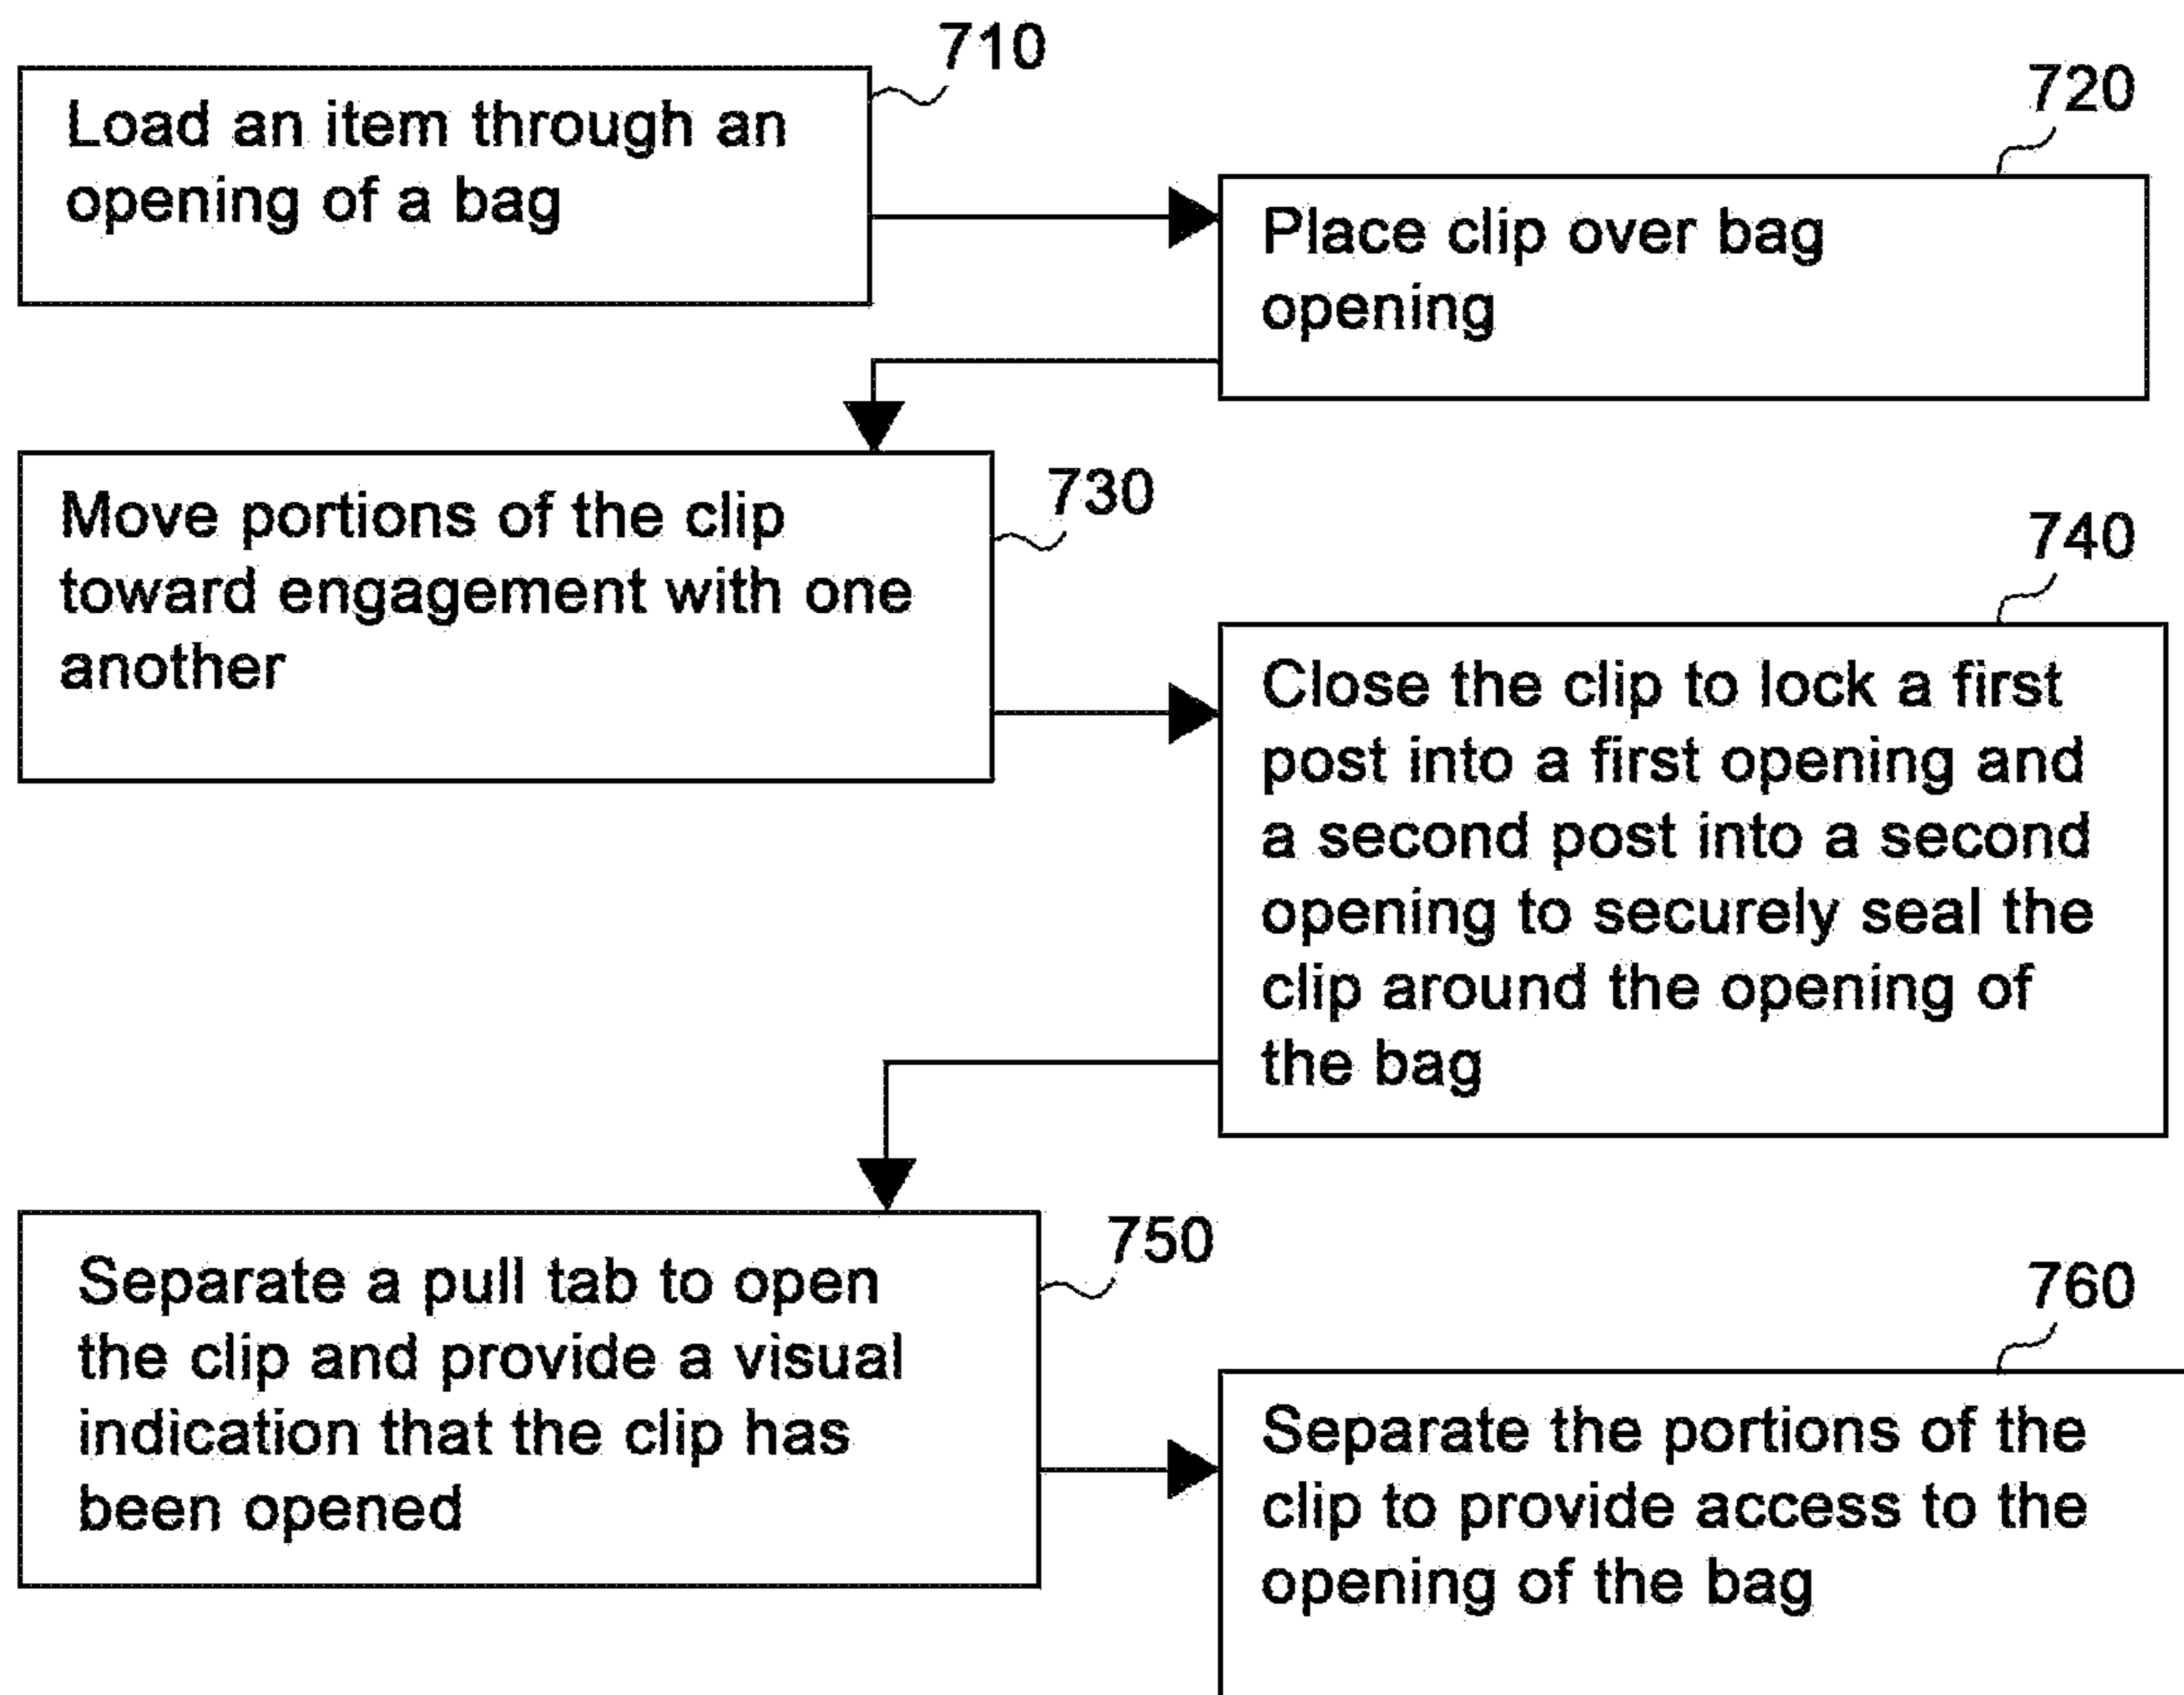 710
Load an item through an
opening of a bag
720
Place clip over bag
opening
730
Move portions of the clip
toward engagement with one
another
740
Close the clip to lock a first
post into a first opening and
a second post into a second
opening to securely seal the
clip around the opening of
the bag
750
Separate a pull tab to open
the clip and provide a visual
indication that the clip has
been opened
760
Separate the portions of the
clip to provide access to the
opening of the bag